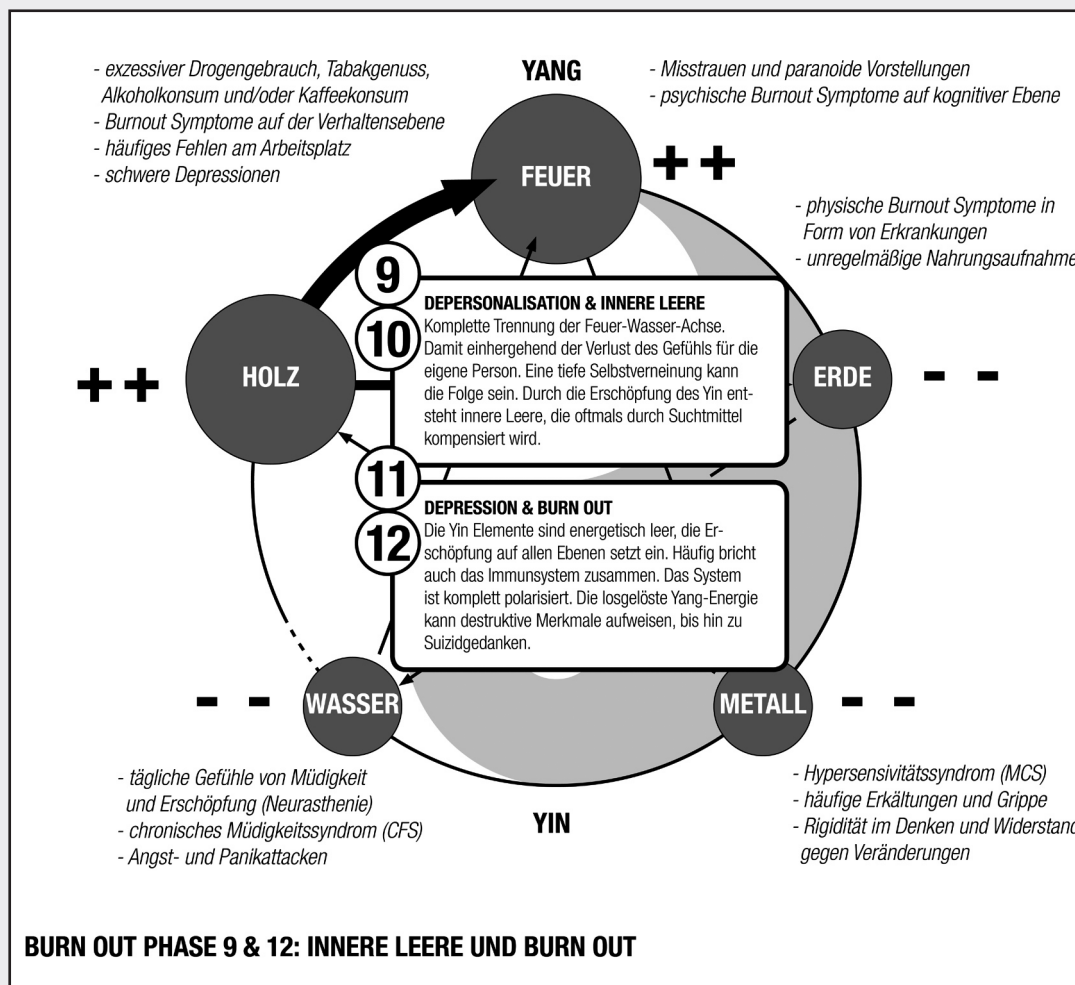 - exzessiver Drogengebrauch, Tabakgenuss,
Alkoholkonsum und/oder Kaffeekonsum
- Burnout Symptome auf der Verhaltensebene
- häufiges Fehlen am Arbeitsplatz
- schwere Depressionen
YANG
- Misstrauen und paranoide Vorstellungen
- psychische Burnout Symptome auf kognitiver Ebene
FEUER
++
- physische Burnout Symptome in
Form von Erkrankungen
- unregelmäßige Nahrungsaufnahme
++
HOLZ
9
10
DEPERSONALISATION & INNERE LEERE
Komplette Trennung der Feuer-Wasser-Achse.
Damit einhergehend der Verlust des Gefühls für die
eigene Person. Eine tiefe Selbstverneinung kann
die Folge sein. Durch die Erschöpfung des Yin ent-
steht innere Leere, die oftmals durch Suchtmittel
kompensiert wird.
ERDE
- -
11
12
DEPRESSION & BURN OUT
Die Yin Elemente sind energetisch leer, die Er-
schöpfung auf allen Ebenen setzt ein. Häufig bricht
auch das Immunsystem zusammen. Das System
ist komplett polarisiert. Die losgelöste Yang-Energie
kann destruktive Merkmale aufweisen, bis hin zu
Suizidgedanken.
- -
WASSER
METALL
- -
- tägliche Gefühle von Müdigkeit
und Erschöpfung (Neurasthenie)
- chronisches Müdigkeitssyndrom (CFS)
- Angst- und Panikattacken
YIN
- Hypersensivitätssyndrom (MCS)
- häufige Erkältungen und Grippe
- Rigidität im Denken und Widerstand
gegen Veränderungen
BURN OUT PHASE 9 & 12: INNERE LEERE UND BURN OUT